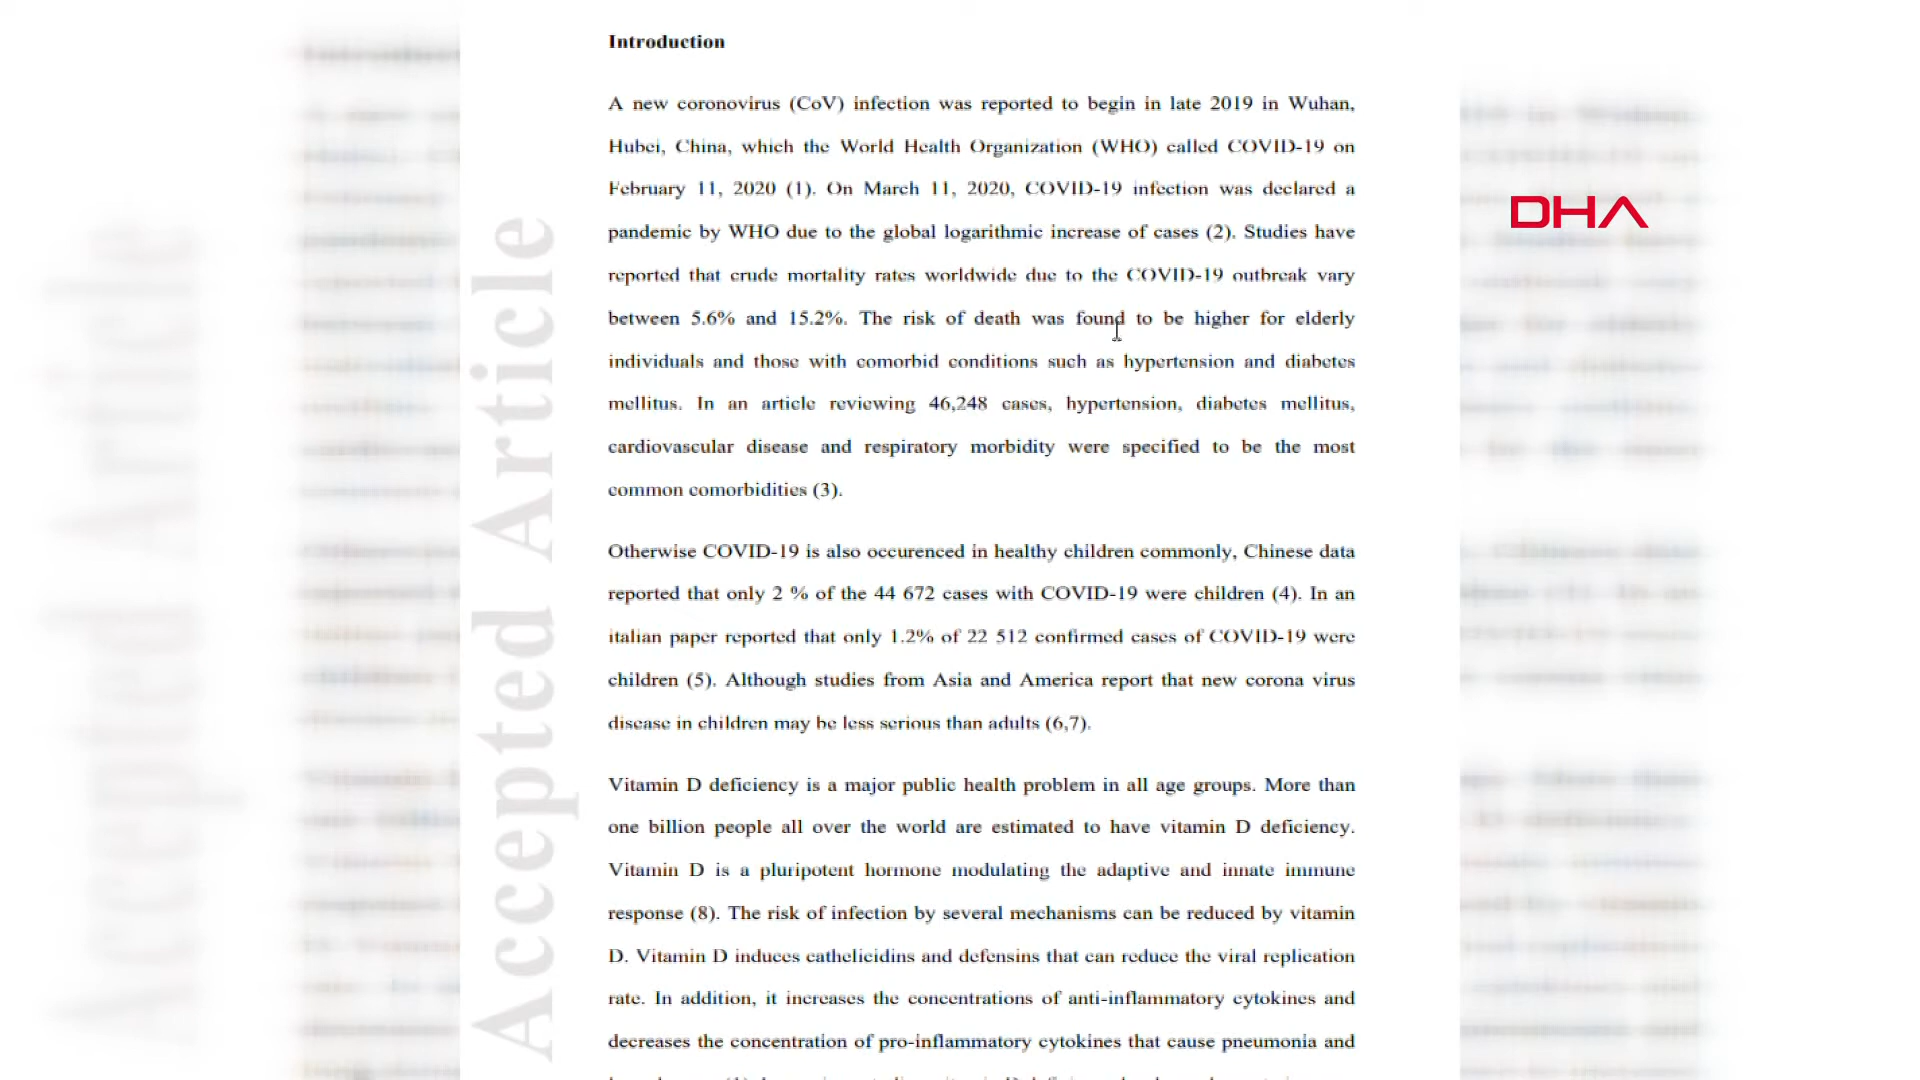 Introduction
A new coronovirus (CoV) infection was reported to begin in late 2019 in Wuhan,
Hubei, China, which the World Health Organization (WHO) called COVID-19 on
February 11, 2020 (1). On March 11, 2020, COVID-19 infection was declared a
pandemic by WHO due to the global logarithmic increase of cases (2). Studies have
reported that crude mortality rates worldwide due to the COVID-19 outbreak vary
between 5.6% and 15.2%. The risk of death was found to be higher for elderly
individuals and those with comorbid conditions such as hypertension and diabetes
mellitus. In an article reviewing 46,248 cases, hypertension, diabetes mellitus,
cardiovascular disease and respiratory morbidity were specified to be the most
common comorbidities (3).
Otherwise COVID-19 is also occurenced in healthy children commonly, Chinese data
reported that only 2 % of the 44 672 cases with COVID-19 were children (4). In an
italian paper reported that only 1.2% of 22 512 confirmed cases of COVID-19 were
children (5). Although studies from Asia and America report that new corona virus
disease in children may be less serious than adults (6,7).
Vitamin D deficiency is a major public health problem in all age groups. More than
one billion people all over the world are estimated to have vitamin D deficiency.
Vitamin D is a pluripotent hormone modulating the adaptive and innate immune
response (8). The risk of infection by several mechanisms can be reduced by vitamin
D. Vitamin D induces cathelicidins and defensins that can reduce the viral replication
rate. In addition, it increases the concentrations of anti-inflammatory cytokines and
decreases the concentration of pro-inflammatory cytokines that cause pneumonia and
Accepted Article
DHA